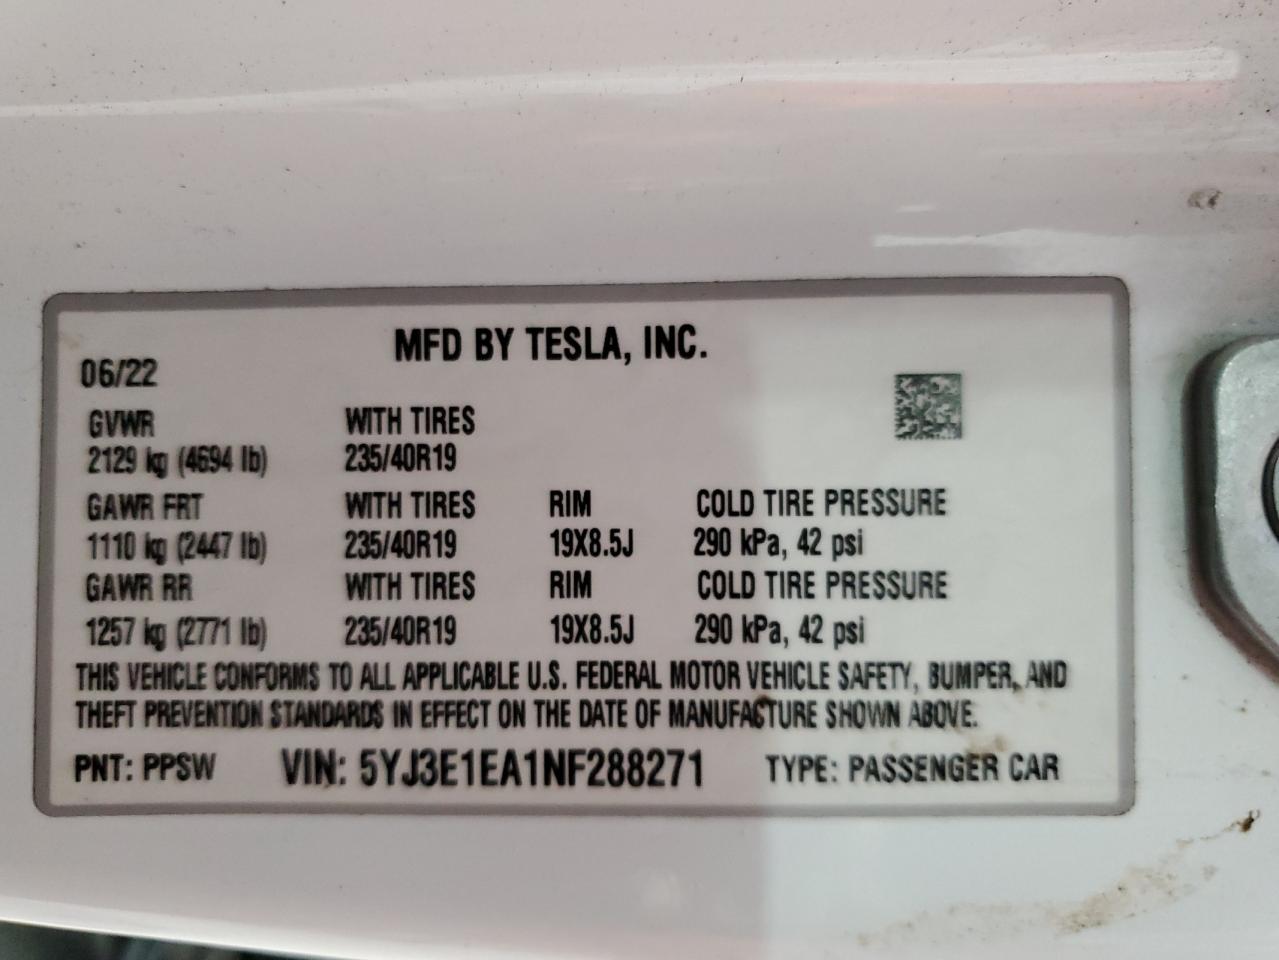 MFD BY TESLA, INC.
06/22
GVWR WITH TIRES
2129 kg (4694 lb) 235/40R19
GAWR FRT WITH TIRES RIM COLD TIRE PRESSURE
1110 kg (2447 lb) 235/40R19 19X8.5J 290 kPa, 42 psi
GAWR RR WITH TIRES RIM COLD TIRE PRESSURE
1257 kg (2771 lb) 235/40R19 19X8.5J 290 kPa, 42 psi
THIS VEHICLE CONFORMS TO ALL APPLICABLE U.S. FEDERAL MOTOR VEHICLE SAFETY, BUMPER, AND
THEFT PREVENTION STANDARDS IN EFFECT ON THE DATE OF MANUFACTURE SHOWN ABOVE.
PNT: PPSW VIN: 5YJ3E1EA1NF288271 TYPE: PASSENGER CAR